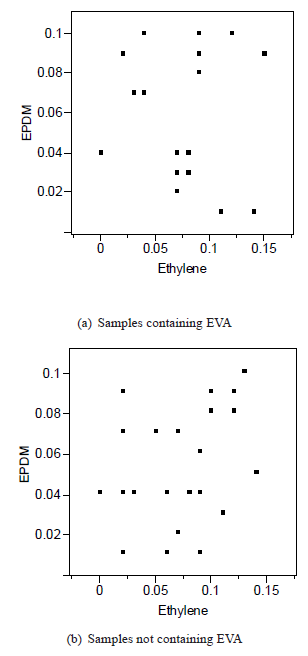 0.1
0.08
0.06
0.04
0.02
EPDM
0 0.05 0.1 0.15
Ethylene
(a) Samples containing EVA
0.1
0.08
0.06
0.04
0.02
EPDM
0 0.05 0.1 0.15
Ethylene
(b) Samples not containing EVA